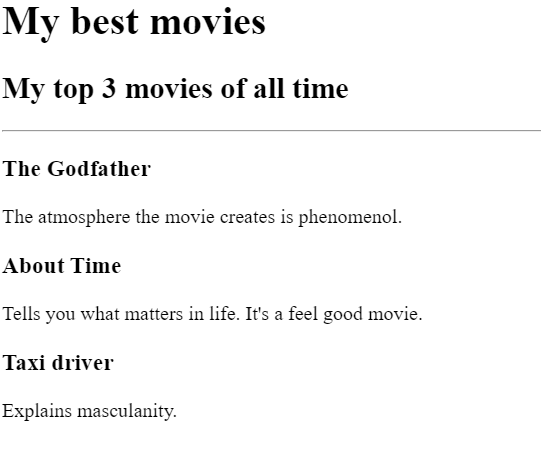 My best movies
My top 3 movies of all time
The Godfather
The atmosphere the movie creates is phenomenol.
About Time
Tells you what matters in life. It's a feel good movie.
Taxi driver
Explains masculanity.